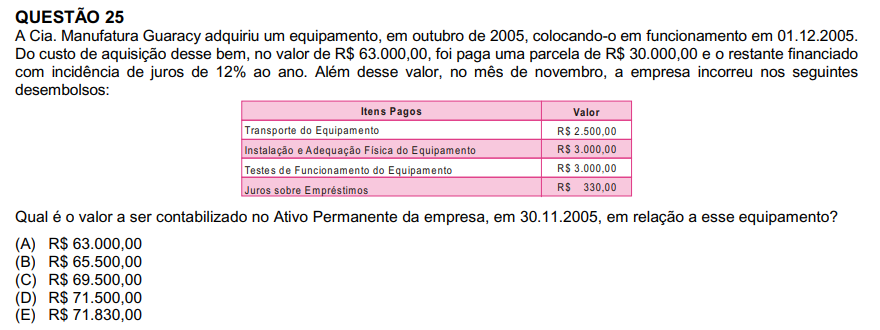 QUESTÃO 25
A Cia. Manufatura Guaracy adquiriu um equipamento, em outubro de 2005, colocando-o em funcionamento em 01.12.2005.
Do custo de aquisição desse bem, no valor de R$ 63.000,00, foi paga uma parcela de R$ 30.000,00 e o restante financiado
com incidência de juros de 12% ao ano. Além desse valor, no mês de novembro, a empresa incorreu nos seguintes
desembolsos:
Itens Pagos Valor
Transporte do Equipamento R$ 2.500,00
Instalação e Adequação Física do Equipamento R$ 3.000,00
Testes de Funcionamento do Equipamento R$ 3.000,00
Juros sobre Empréstimos R$ 330,00
Qual é o valor a ser contabilizado no Ativo Permanente da empresa, em 30.11.2005, em relação a esse equipamento?
(A) R$ 63.000,00
(B) R$ 65.500,00
(C) R$ 69.500,00
(D) R$ 71.500,00
(E) R$ 71.830,00